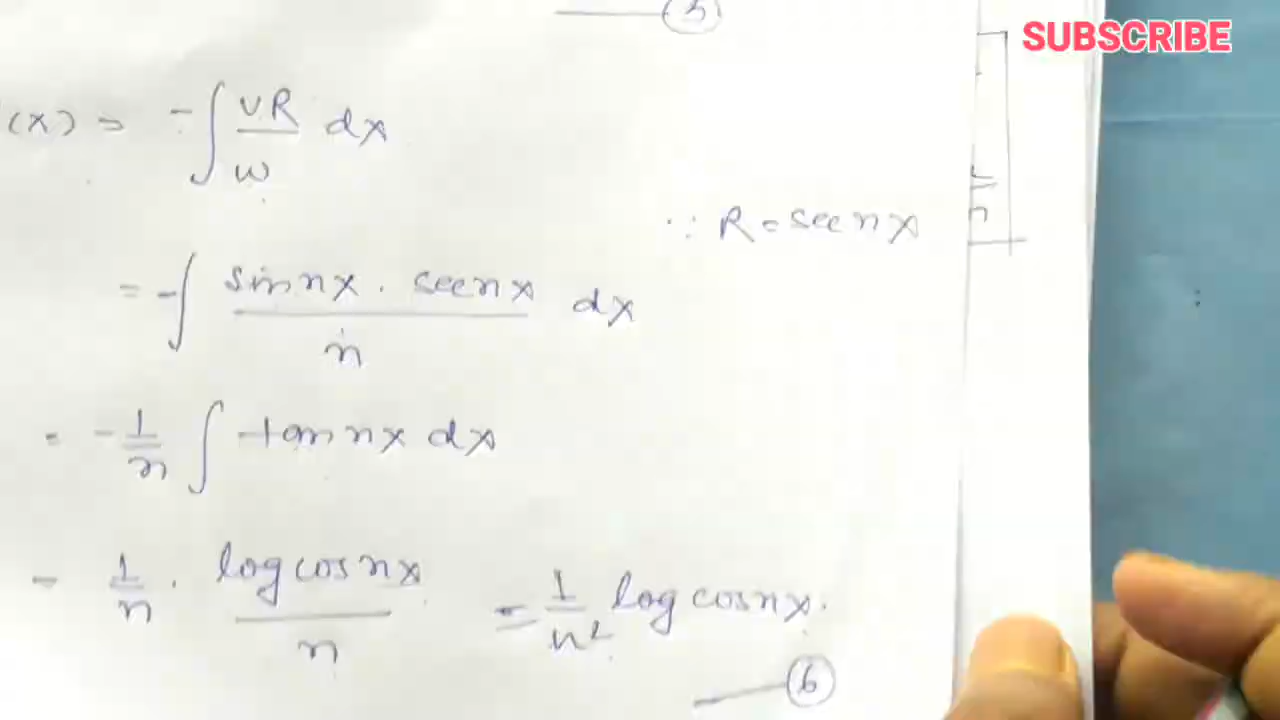 5
SUBSCRIBE
(x) = -∫ VR/w dx
∵ R = sec nx
= -∫ sin nx . sec nx / n dx
= -1/n ∫ tan nx dx
= 1/n . log cos nx / n = 1/n² log cos nx.
6